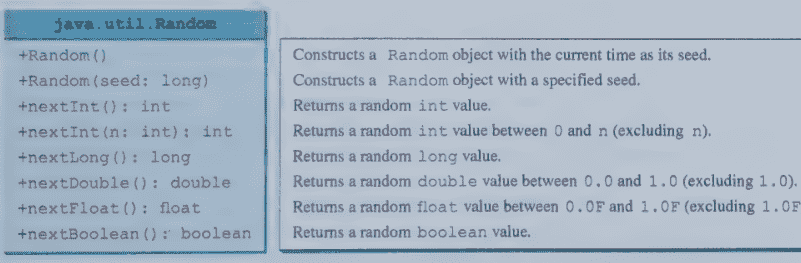 java.util.Random
+Random() Constructs a Random object with the current time as its seed.
+Random(seed: long) Constructs a Random object with a specified seed.
+nextInt(): int Returns a random int value.
+nextInt(n: int): int Returns a random int value between 0 and n (excluding n).
+nextLong(): long Returns a random long value.
+nextDouble(): double Returns a random double value between 0.0 and 1.0 (excluding 1.0).
+nextFloat(): float Returns a random float value between 0.0F and 1.0F (excluding 1.0F
+nextBoolean(): boolean Returns a random boolean value.